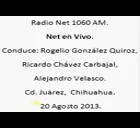 Radio Net 1060 AM.
Net en Vivo.
Conduce: Rogelio González Quiroz,
Ricardo Chávez Carbajal,
Alejandro Velasco.
Cd. Juárez, Chihuahua.
20 Agosto 2013.